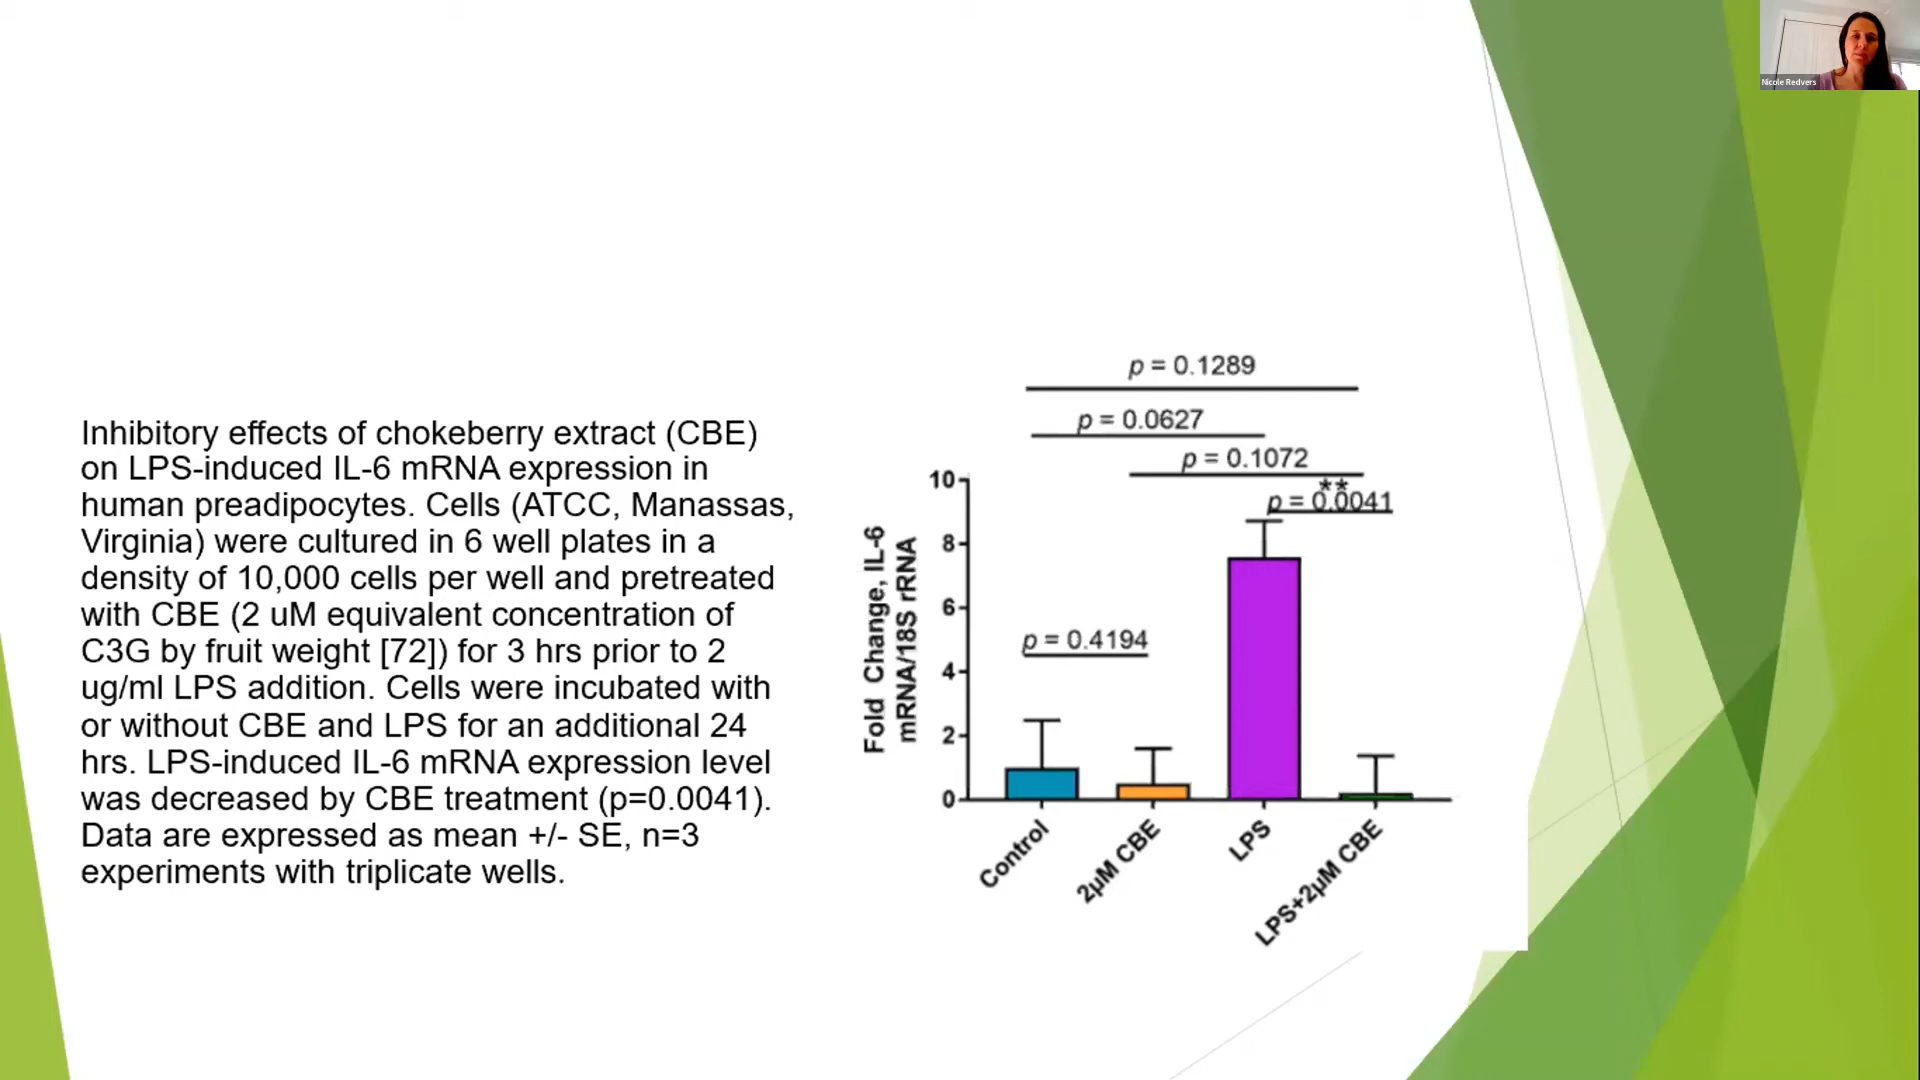 Nicole Redvers
Inhibitory effects of chokeberry extract (CBE)
on LPS-induced IL-6 mRNA expression in
human preadipocytes. Cells (ATCC, Manassas,
Virginia) were cultured in 6 well plates in a
density of 10,000 cells per well and pretreated
with CBE (2 uM equivalent concentration of
C3G by fruit weight [72]) for 3 hrs prior to 2
ug/ml LPS addition. Cells were incubated with
or without CBE and LPS for an additional 24
hrs. LPS-induced IL-6 mRNA expression level
was decreased by CBE treatment (p=0.0041).
Data are expressed as mean +/- SE, n=3
experiments with triplicate wells.
p = 0.1289
p = 0.0627
p = 0.1072
**
p = 0.0041
p = 0.4194
Fold Change, IL-6
mRNA/18S rRNA
10
8
6
4
2
0
Control
2µM CBE
LPS
LPS+2µM CBE